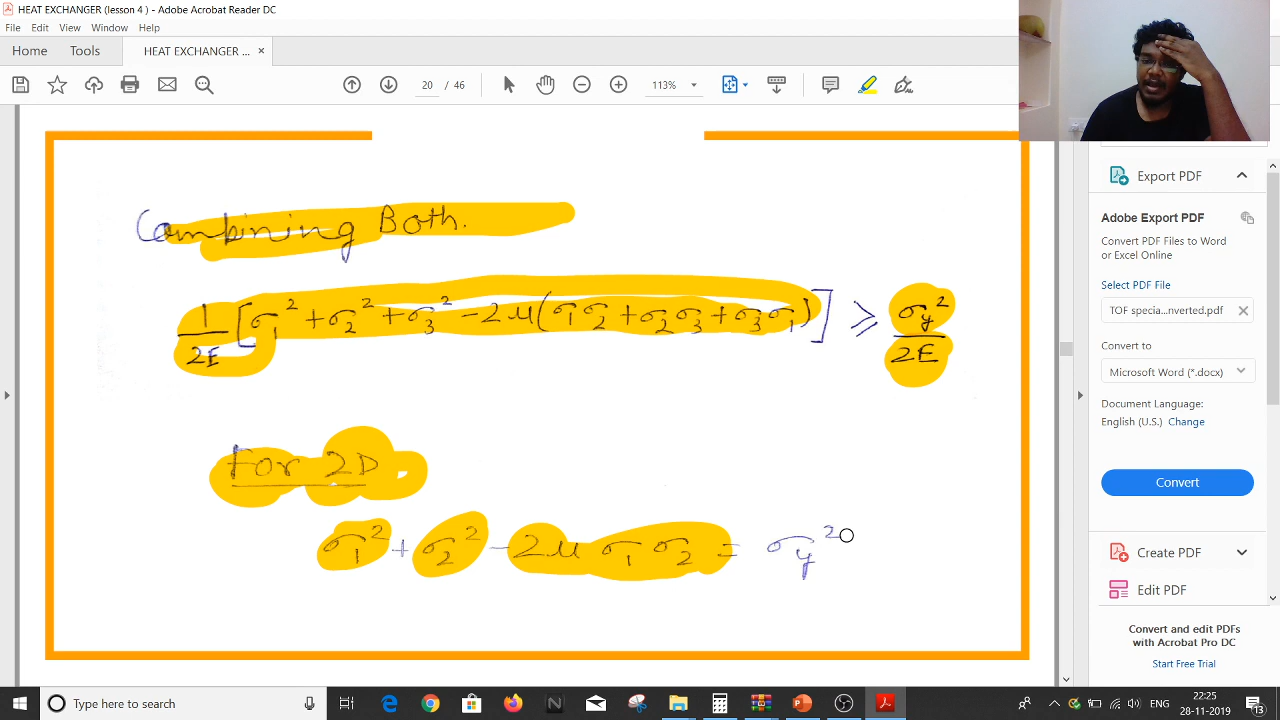 HEAT EXCHANGER (lesson 4 ) - Adobe Acrobat Reader DC
File Edit View Window Help
Home Tools HEAT EXCHANGER ... ×
20 / 46 113%
Combining Both.
1/2E [σ₁² + σ₂² + σ₃² - 2μ(σ₁σ₂ + σ₂σ₃ + σ₃σ₁)] ≥ σy²/2E
For 2D
σ₁² + σ₂² - 2μ σ₁ σ₂ = σy²
Export PDF
Adobe Export PDF
Convert PDF Files to Word
or Excel Online
Select PDF File
TOF specia...nverted.pdf
Convert to
Microsoft Word (*.docx)
Document Language:
English (U.S.) Change
Convert
Create PDF
Edit PDF
Convert and edit PDFs
with Acrobat Pro DC
Start Free Trial
Type here to search
ENG
22:25
28-11-2019